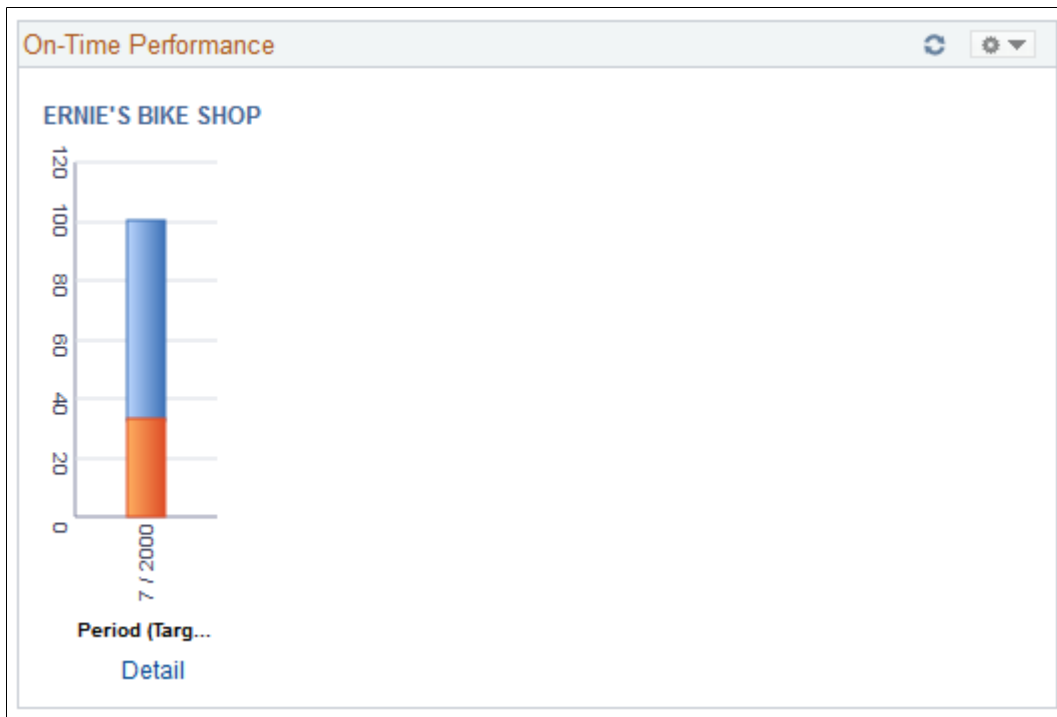 On-Time Performance
ERNIE'S BIKE SHOP
120
100
80
60
40
20
0
7 / 2000
Period (Targ...
Detail